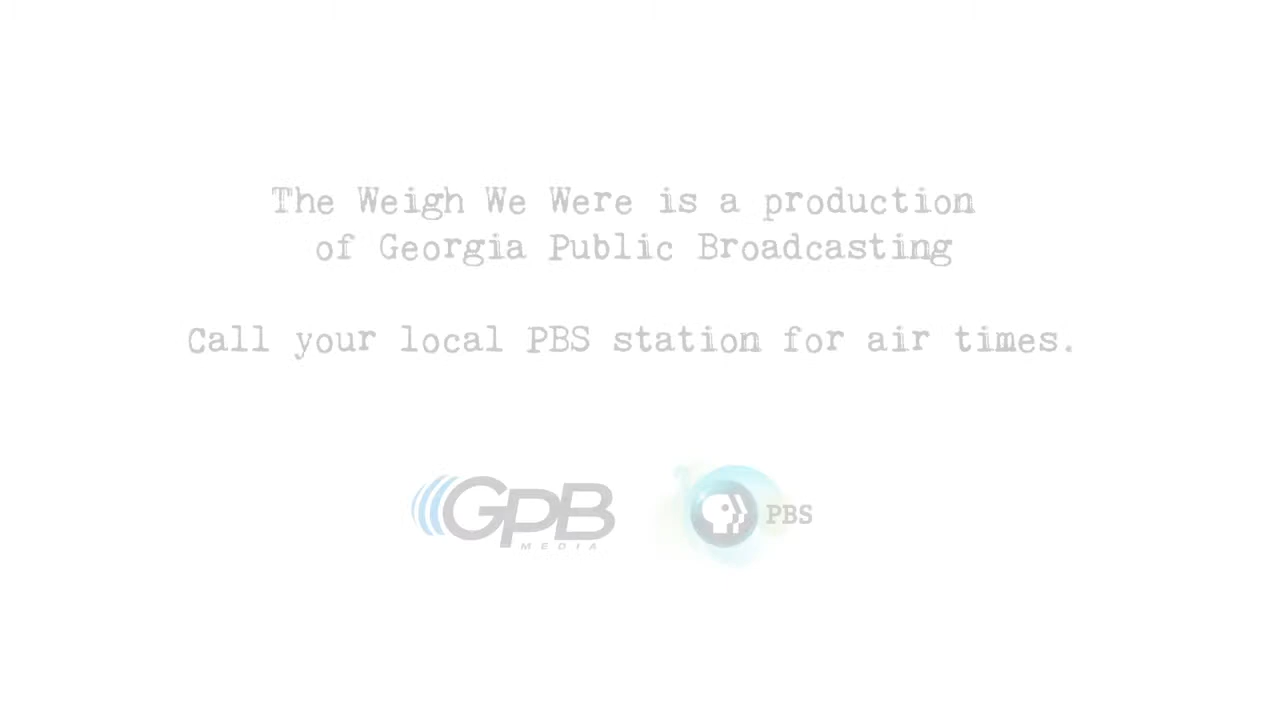 The Weigh We Were is a production
of Georgia Public Broadcasting
Call your local PBS station for air times.
GPB
MEDIA
PBS